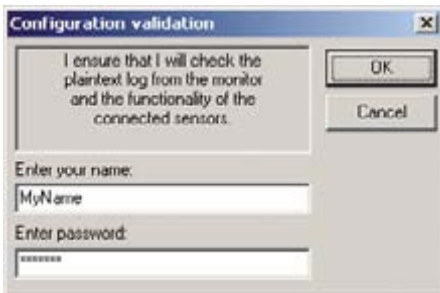 Configuration validation
I ensure that I will check the
plaintext log from the monitor
and the functionality of the
connected sensors.
OK
Cancel
Enter your name:
MyName
Enter password:
*******